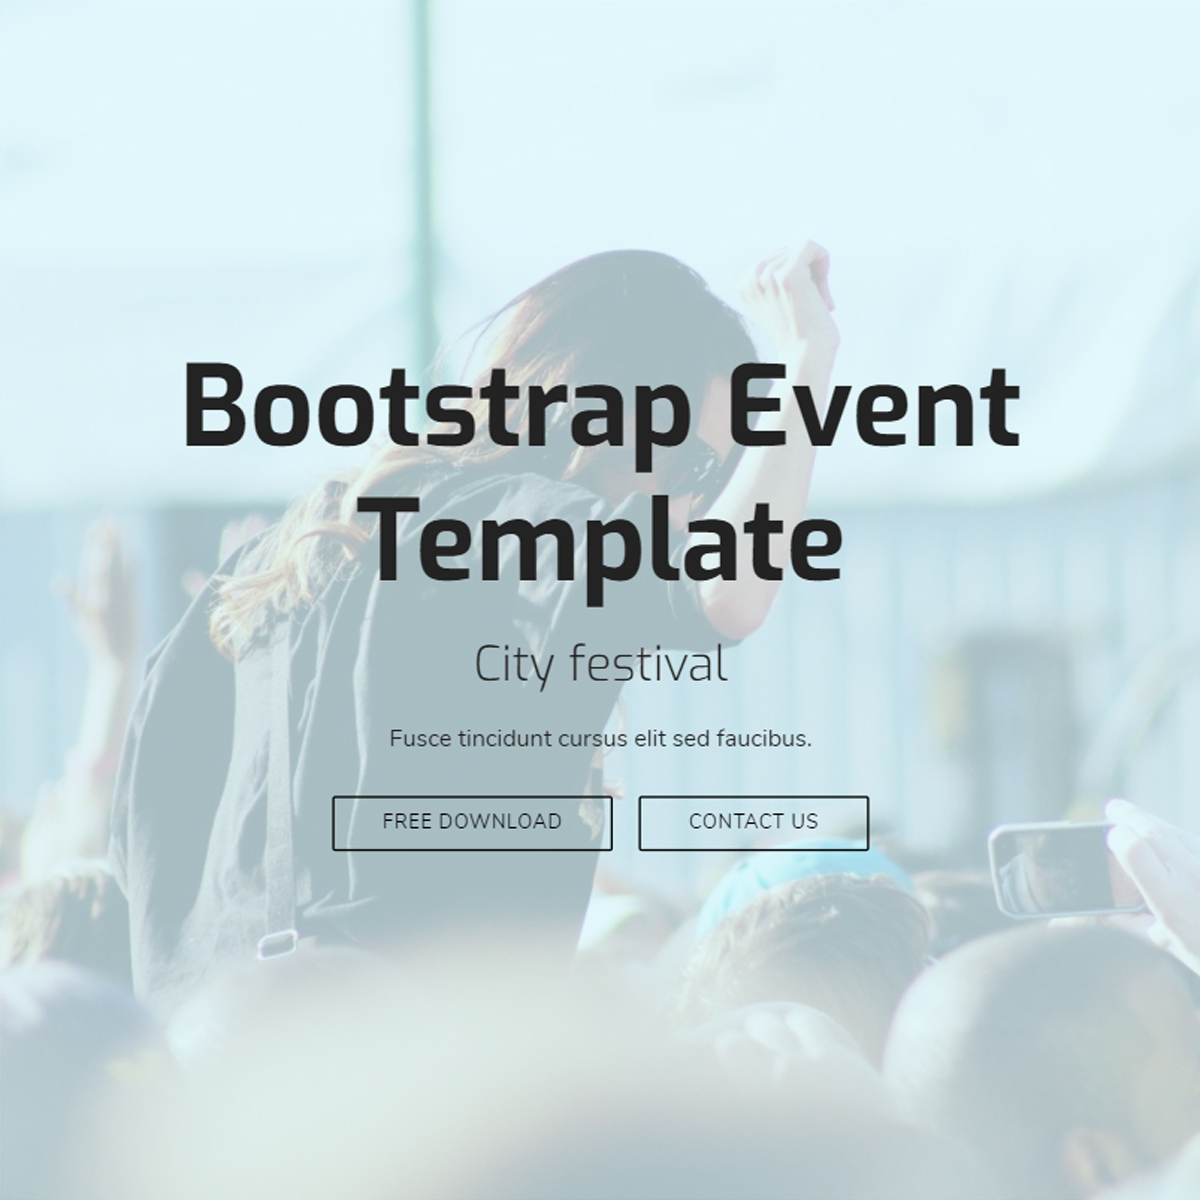 Bootstrap Event
Template
City festival
Fusce tincidunt cursus elit sed faucibus.
FREE DOWNLOAD
CONTACT US